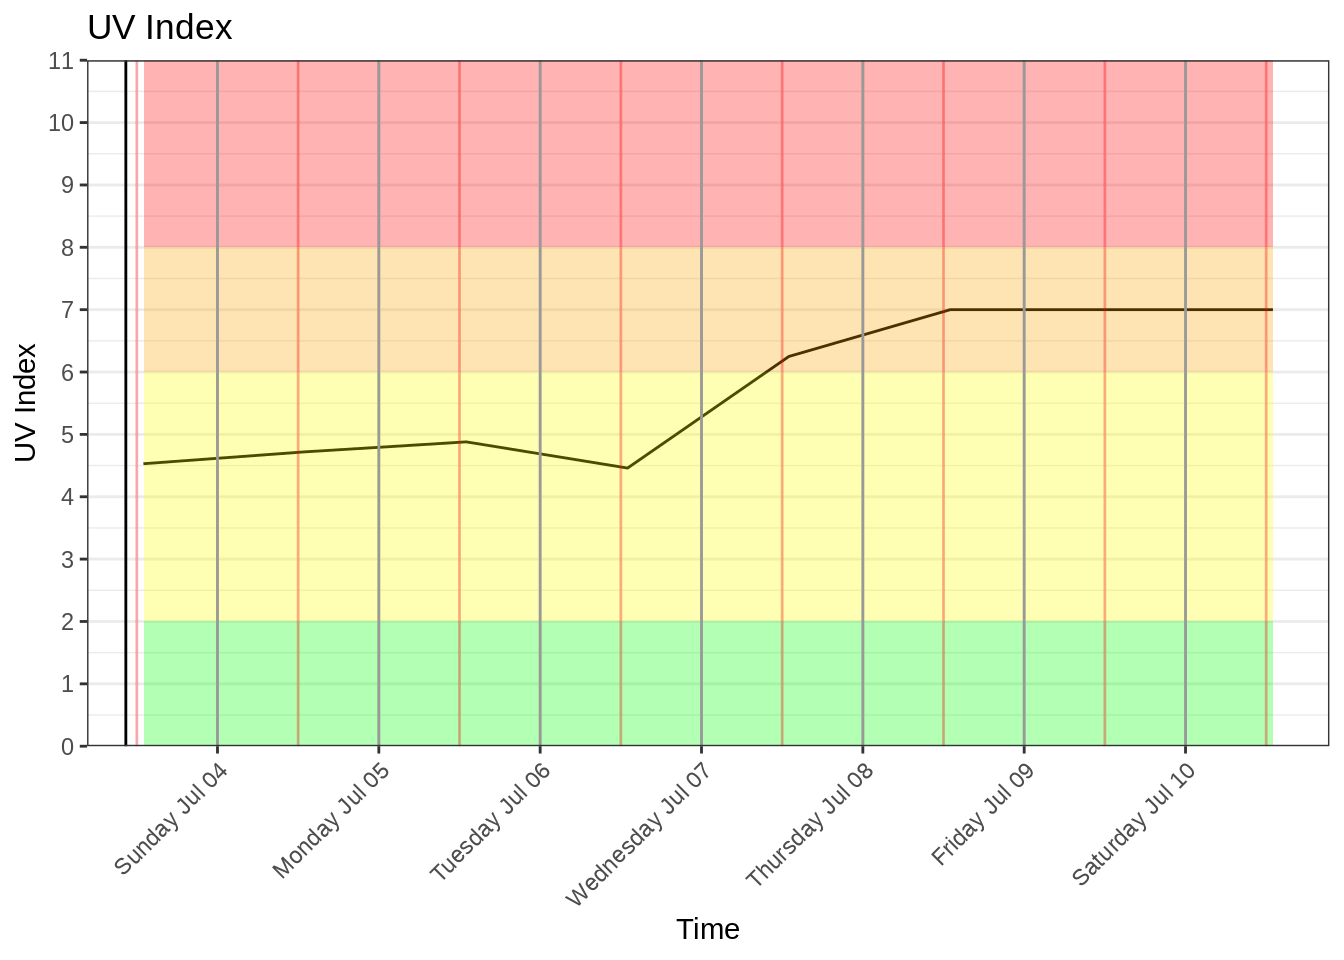 UV Index
11
10
9
8
7
6
5
4
3
2
1
0
UV Index
Sunday Jul 04
Monday Jul 05
Tuesday Jul 06
Wednesday Jul 07
Thursday Jul 08
Friday Jul 09
Saturday Jul 10
Time